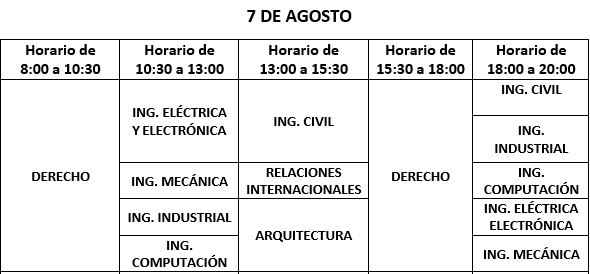 7 DE AGOSTO
Horario de
8:00 a 10:30
Horario de
10:30 a 13:00
Horario de
13:00 a 15:30
Horario de
15:30 a 18:00
Horario de
18:00 a 20:00
DERECHO
ING. ELÉCTRICA
Y ELECTRÓNICA
ING. MECÁNICA
ING. INDUSTRIAL
ING.
COMPUTACIÓN
ING. CIVIL
RELACIONES
INTERNACIONALES
ARQUITECTURA
DERECHO
ING. CIVIL
ING.
INDUSTRIAL
ING.
COMPUTACIÓN
ING. ELÉCTRICA
ELECTRÓNICA
ING. MECÁNICA